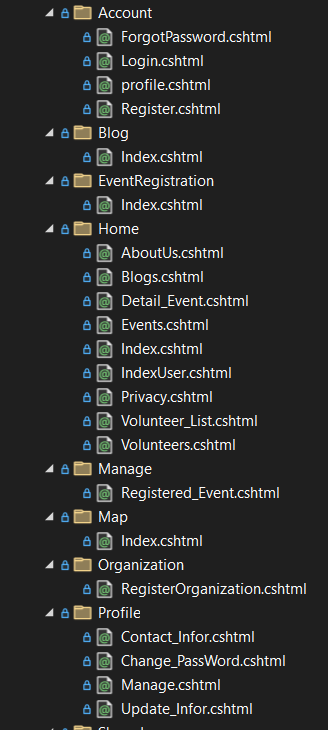 Account
ForgotPassword.cshtml
Login.cshtml
profile.cshtml
Register.cshtml
Blog
Index.cshtml
EventRegistration
Index.cshtml
Home
AboutUs.cshtml
Blogs.cshtml
Detail_Event.cshtml
Events.cshtml
Index.cshtml
IndexUser.cshtml
Privacy.cshtml
Volunteer_List.cshtml
Volunteers.cshtml
Manage
Registered_Event.cshtml
Map
Index.cshtml
Organization
RegisterOrganization.cshtml
Profile
Contact_Infor.cshtml
Change_PassWord.cshtml
Manage.cshtml
Update_Infor.cshtml